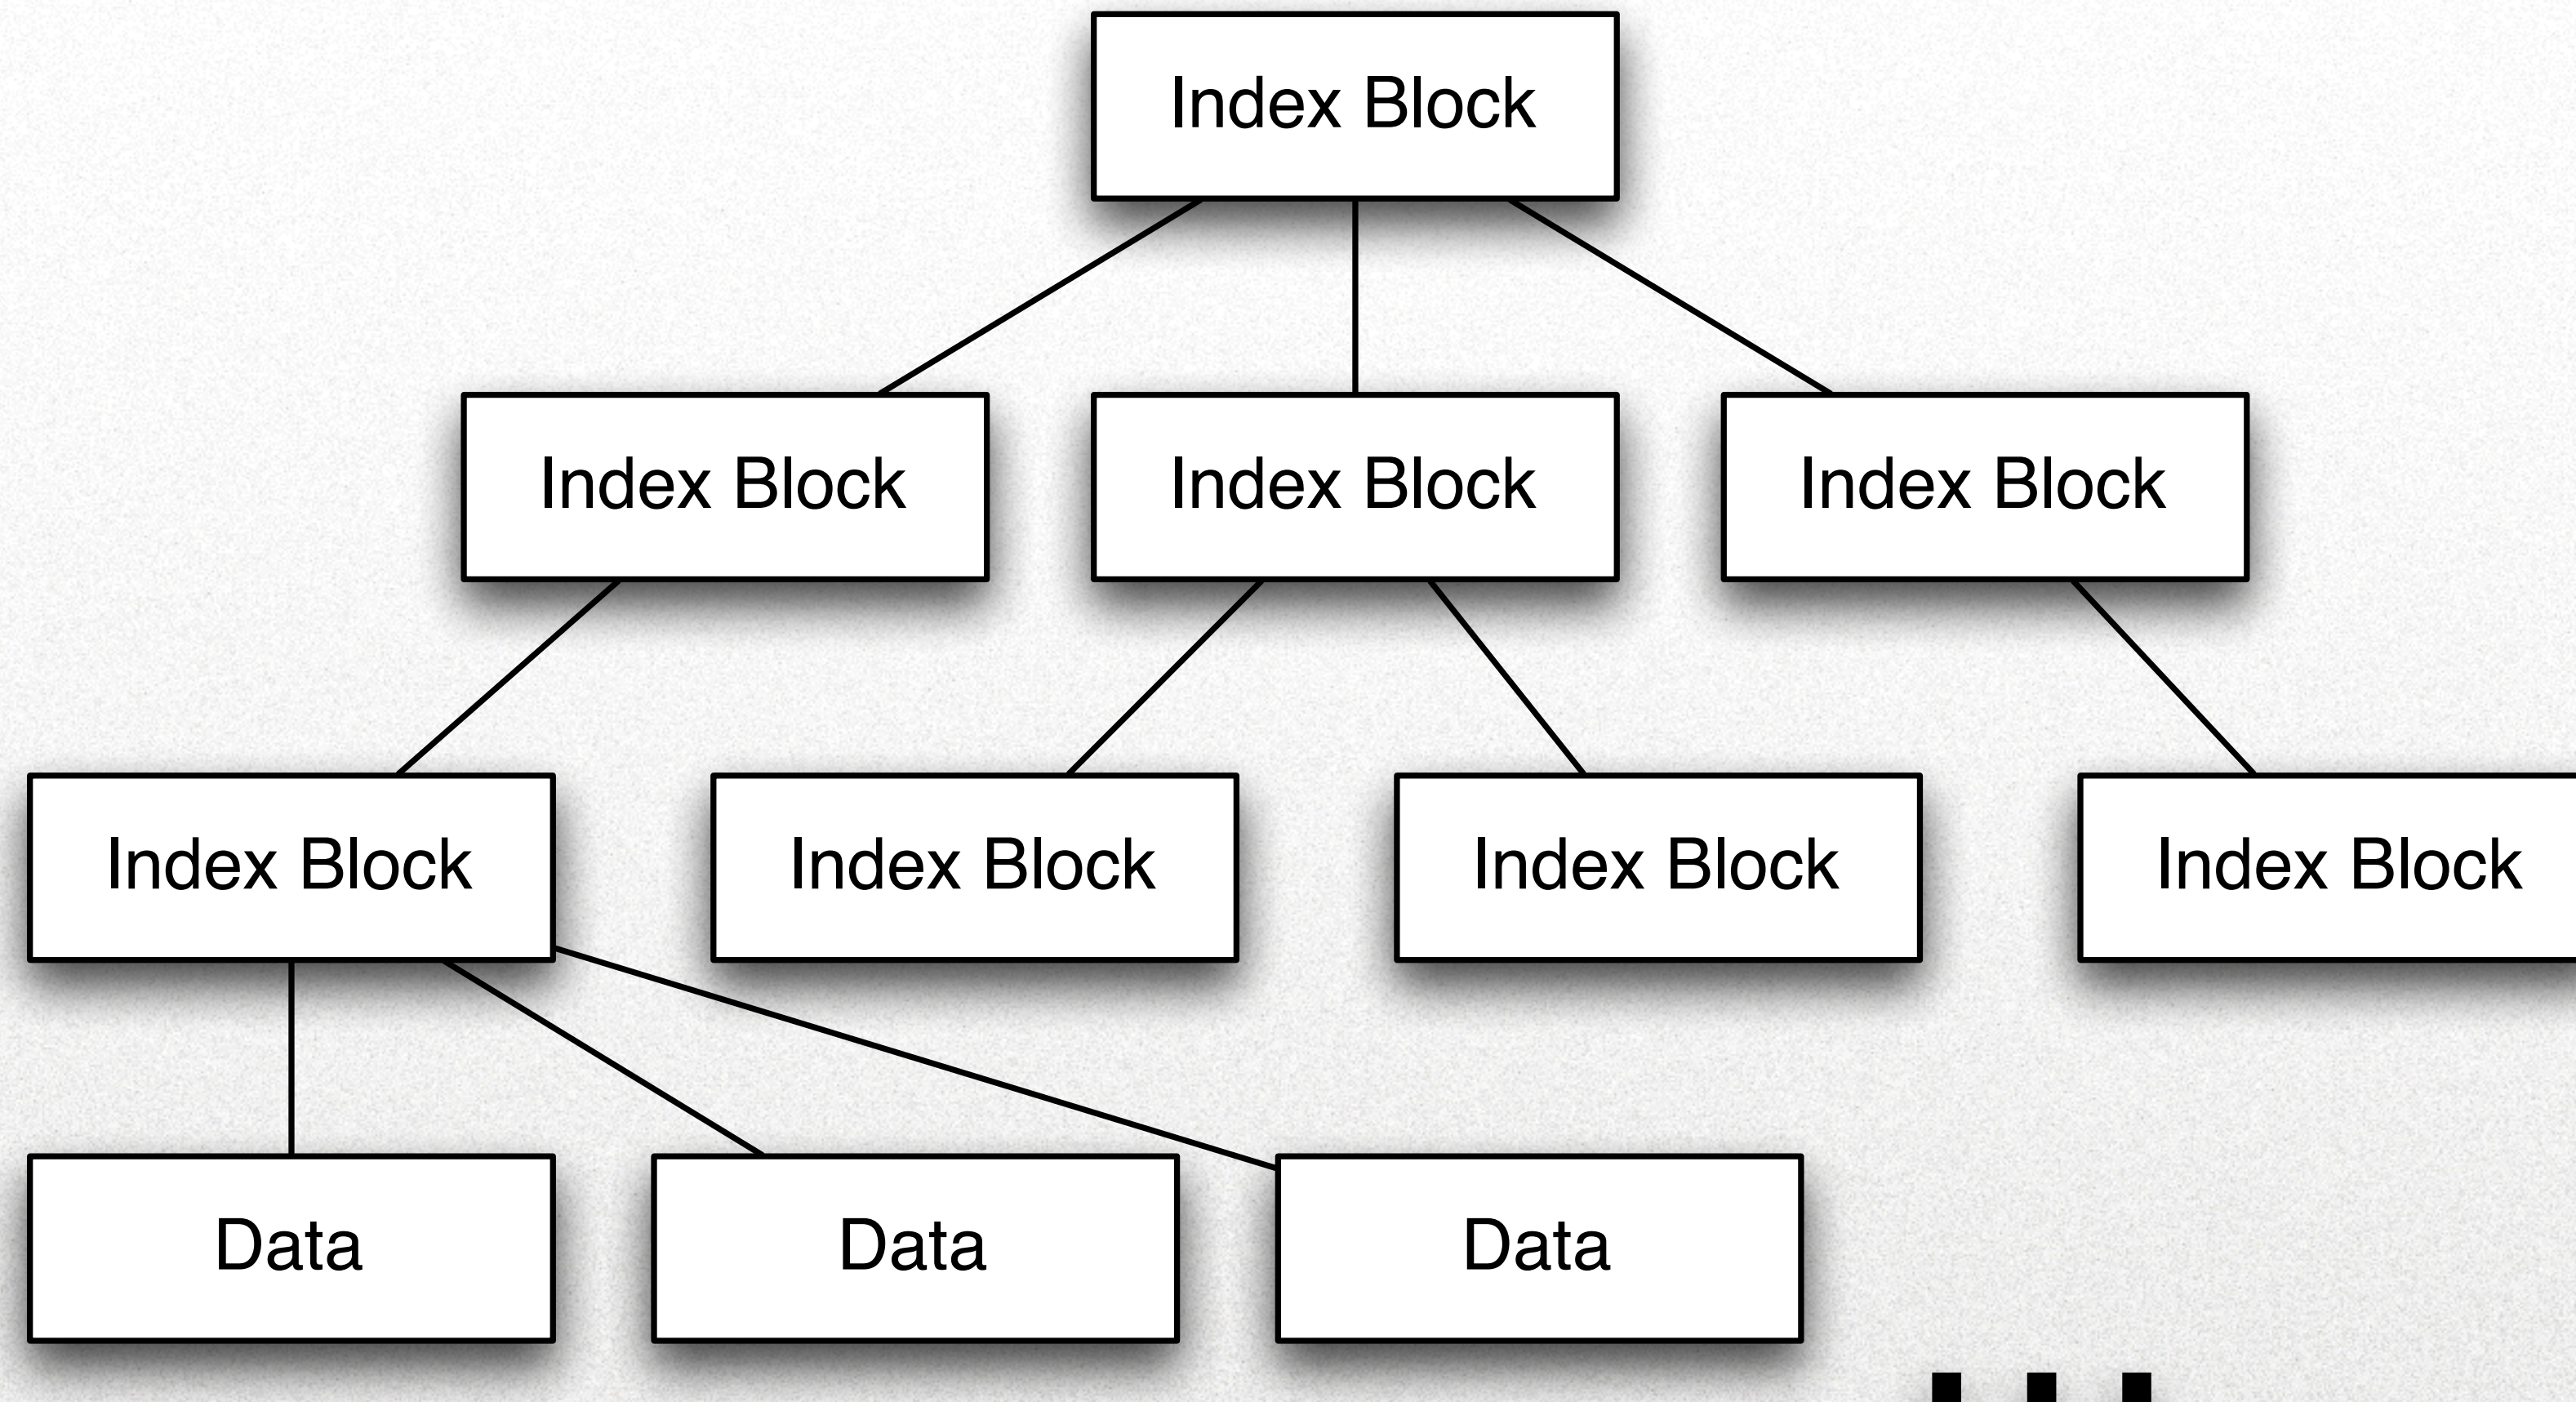 Index Block
Index Block Index Block Index Block
Index Block Index Block Index Block Index Block
Data Data Data
...